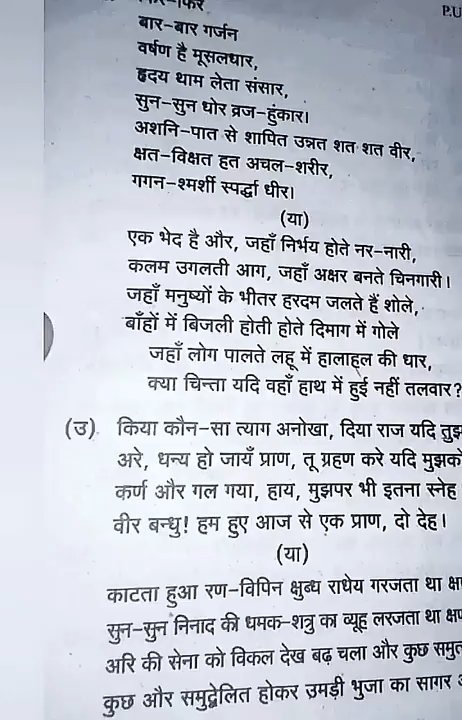 P.U
बार-बार गर्जन
वर्षण है मूसलधार,
हृदय थाम लेता संसार,
सुन-सुन धोर व्रज-हुंकार।
अशनि-पात से शापित उन्नत शत शत वीर,
क्षत-विक्षत हत अचल-शरीर,
गगन-श्मर्शी स्पर्द्धा धीर।
(या)
एक भेद है और, जहाँ निर्भय होते नर-नारी,
कलम उगलती आग, जहाँ अक्षर बनते चिनगारी।
जहाँ मनुष्यों के भीतर हरदम जलते हैं शोले,
बाँहों में बिजली होती होते दिमाग में गोले
जहाँ लोग पालते लहू में हालाहल की धार,
क्या चिन्ता यदि वहाँ हाथ में हुई नहीं तलवार?
(उ) किया कौन-सा त्याग अनोखा, दिया राज यदि तुझ
अरे, धन्य हो जायँ प्राण, तू ग्रहण करे यदि मुझको
कर्ण और गल गया, हाय, मुझपर भी इतना स्नेह
वीर बन्धु! हम हुए आज से एक प्राण, दो देह।
(या)
काटता हुआ रण-विपिन क्षुब्ध राधेय गरजता था
सुन-सुन निनाद की धमक-शत्रु का व्यूह लरजता था
अरि की सेना को विकल देख बढ़ चला और कुछ
कुछ और समुद्वेलित होकर उमड़ी भुजा का सागर